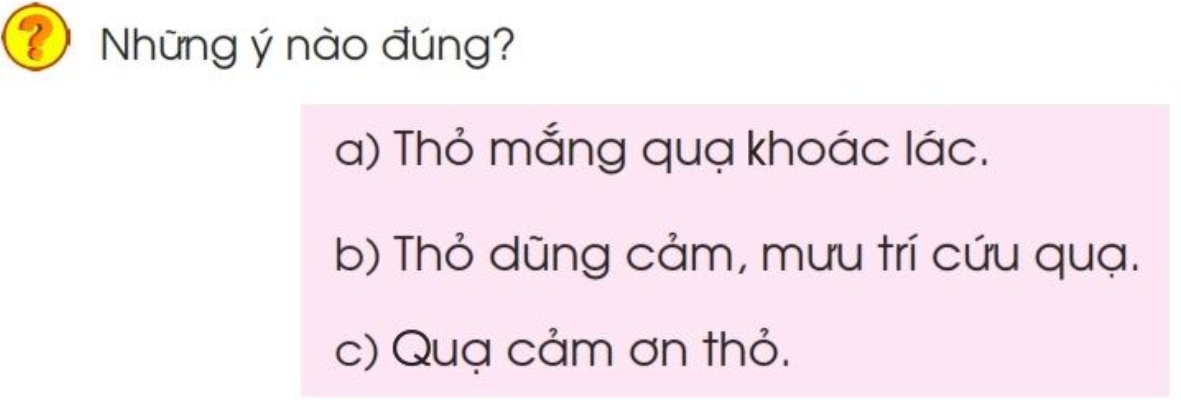 ?
Những ý nào đúng?
a) Thỏ mắng quạ khoác lác.
b) Thỏ dũng cảm, mưu trí cứu quạ.
c) Quạ cảm ơn thỏ.